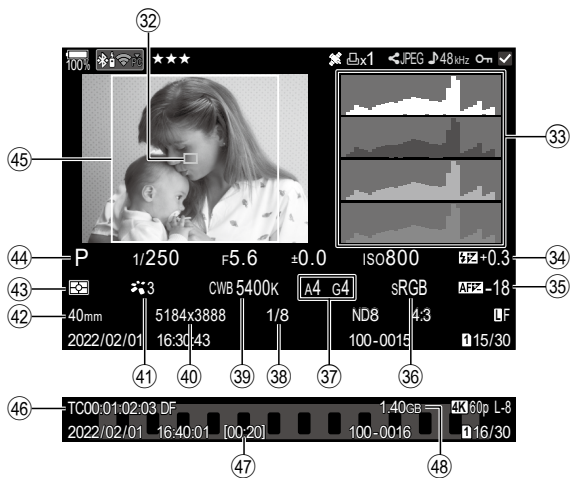 32
100% PC ★★★ x1 JPEG 48kHz
33
45
44 P 1/250 F5.6 ±0.0 ISO800 +0.3 34
43 3 CWB 5400K A4 G4 sRGB AF -18 35
42 40mm 5184x3888 1/8 ND8 4:3 LF
2022/02/01 16:30:43 100-0015 1 15/30
41 40 39 38 37 36
46 TC00:01:02:03 DF 1.40GB 4K 60p L-8
2022/02/01 16:40:01 [00:20] 100-0016 1 16/30
47 48